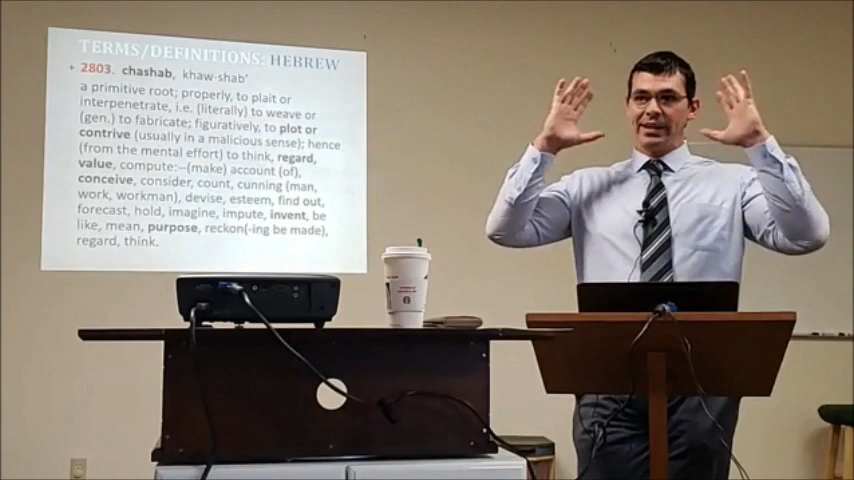 TERMS/DEFINITIONS: HEBREW
+ 2803. chashab, khaw-shab'
a primitive root; properly, to plait or
interpenetrate, i.e. (literally) to weave or
(gen.) to fabricate; figuratively, to plot or
contrive (usually in a malicious sense); hence
(from the mental effort) to think, regard,
value, compute:--(make) account (of),
conceive, consider, count, cunning (man,
work, workman), devise, esteem, find out,
forecast, hold, imagine, impute, invent, be
like, mean, purpose, reckon(-ing be made),
regard, think.